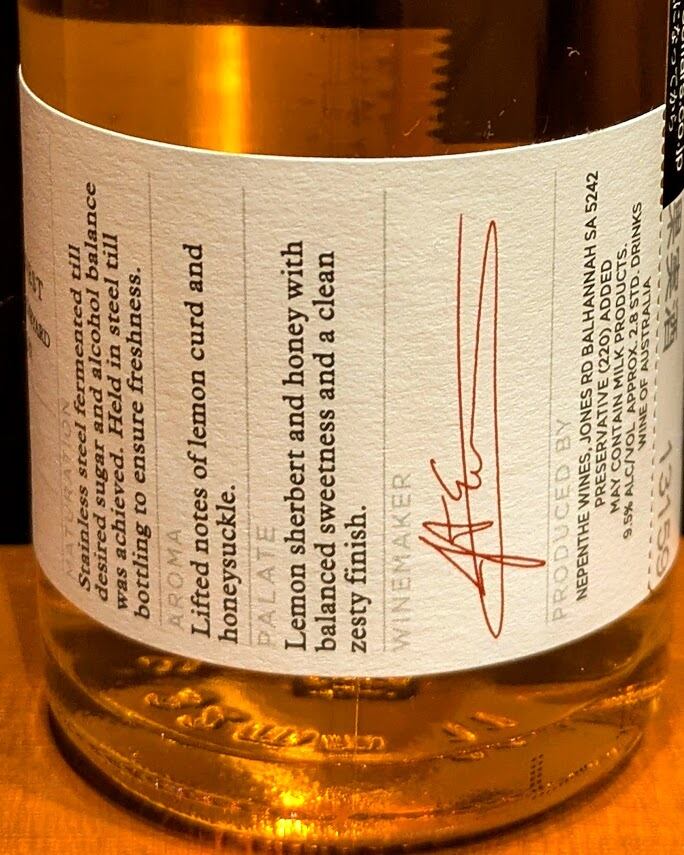 MATURATION
Stainless steel fermented till
desired sugar and alcohol balance
was achieved. Held in steel till
bottling to ensure freshness.
AROMA
Lifted notes of lemon curd and
honeysuckle.
PALATE
Lemon sherbert and honey with
balanced sweetness and a clean
zesty finish.
WINEMAKER
PRODUCED BY
NEPENTHE WINES, JONES RD BALHANNAH SA 5242
PRESERVATIVE (220) ADDED
MAY CONTAIN MILK PRODUCTS.
9.5% ALC/VOL. APPROX. 2.8 STD. DRINKS
WINE OF AUSTRALIA